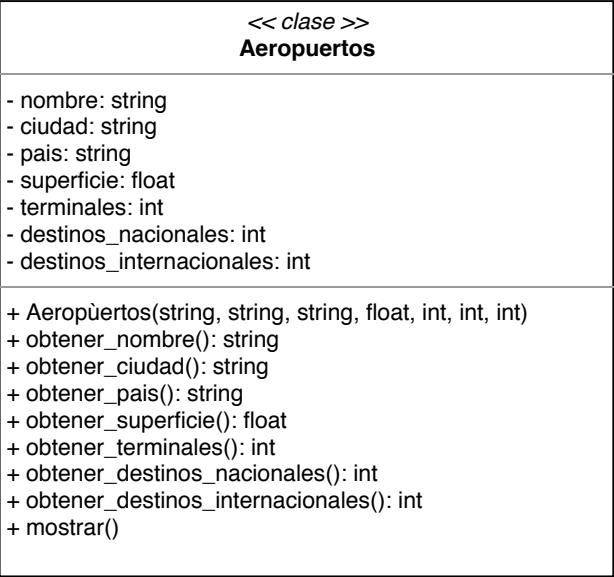 << clase >>
Aeropuertos
- nombre: string
- ciudad: string
- pais: string
- superficie: float
- terminales: int
- destinos_nacionales: int
- destinos_internacionales: int
+ Aeropùertos(string, string, string, float, int, int, int)
+ obtener_nombre(): string
+ obtener_ciudad(): string
+ obtener_pais(): string
+ obtener_superficie(): float
+ obtener_terminales(): int
+ obtener_destinos_nacionales(): int
+ obtener_destinos_internacionales(): int
+ mostrar()